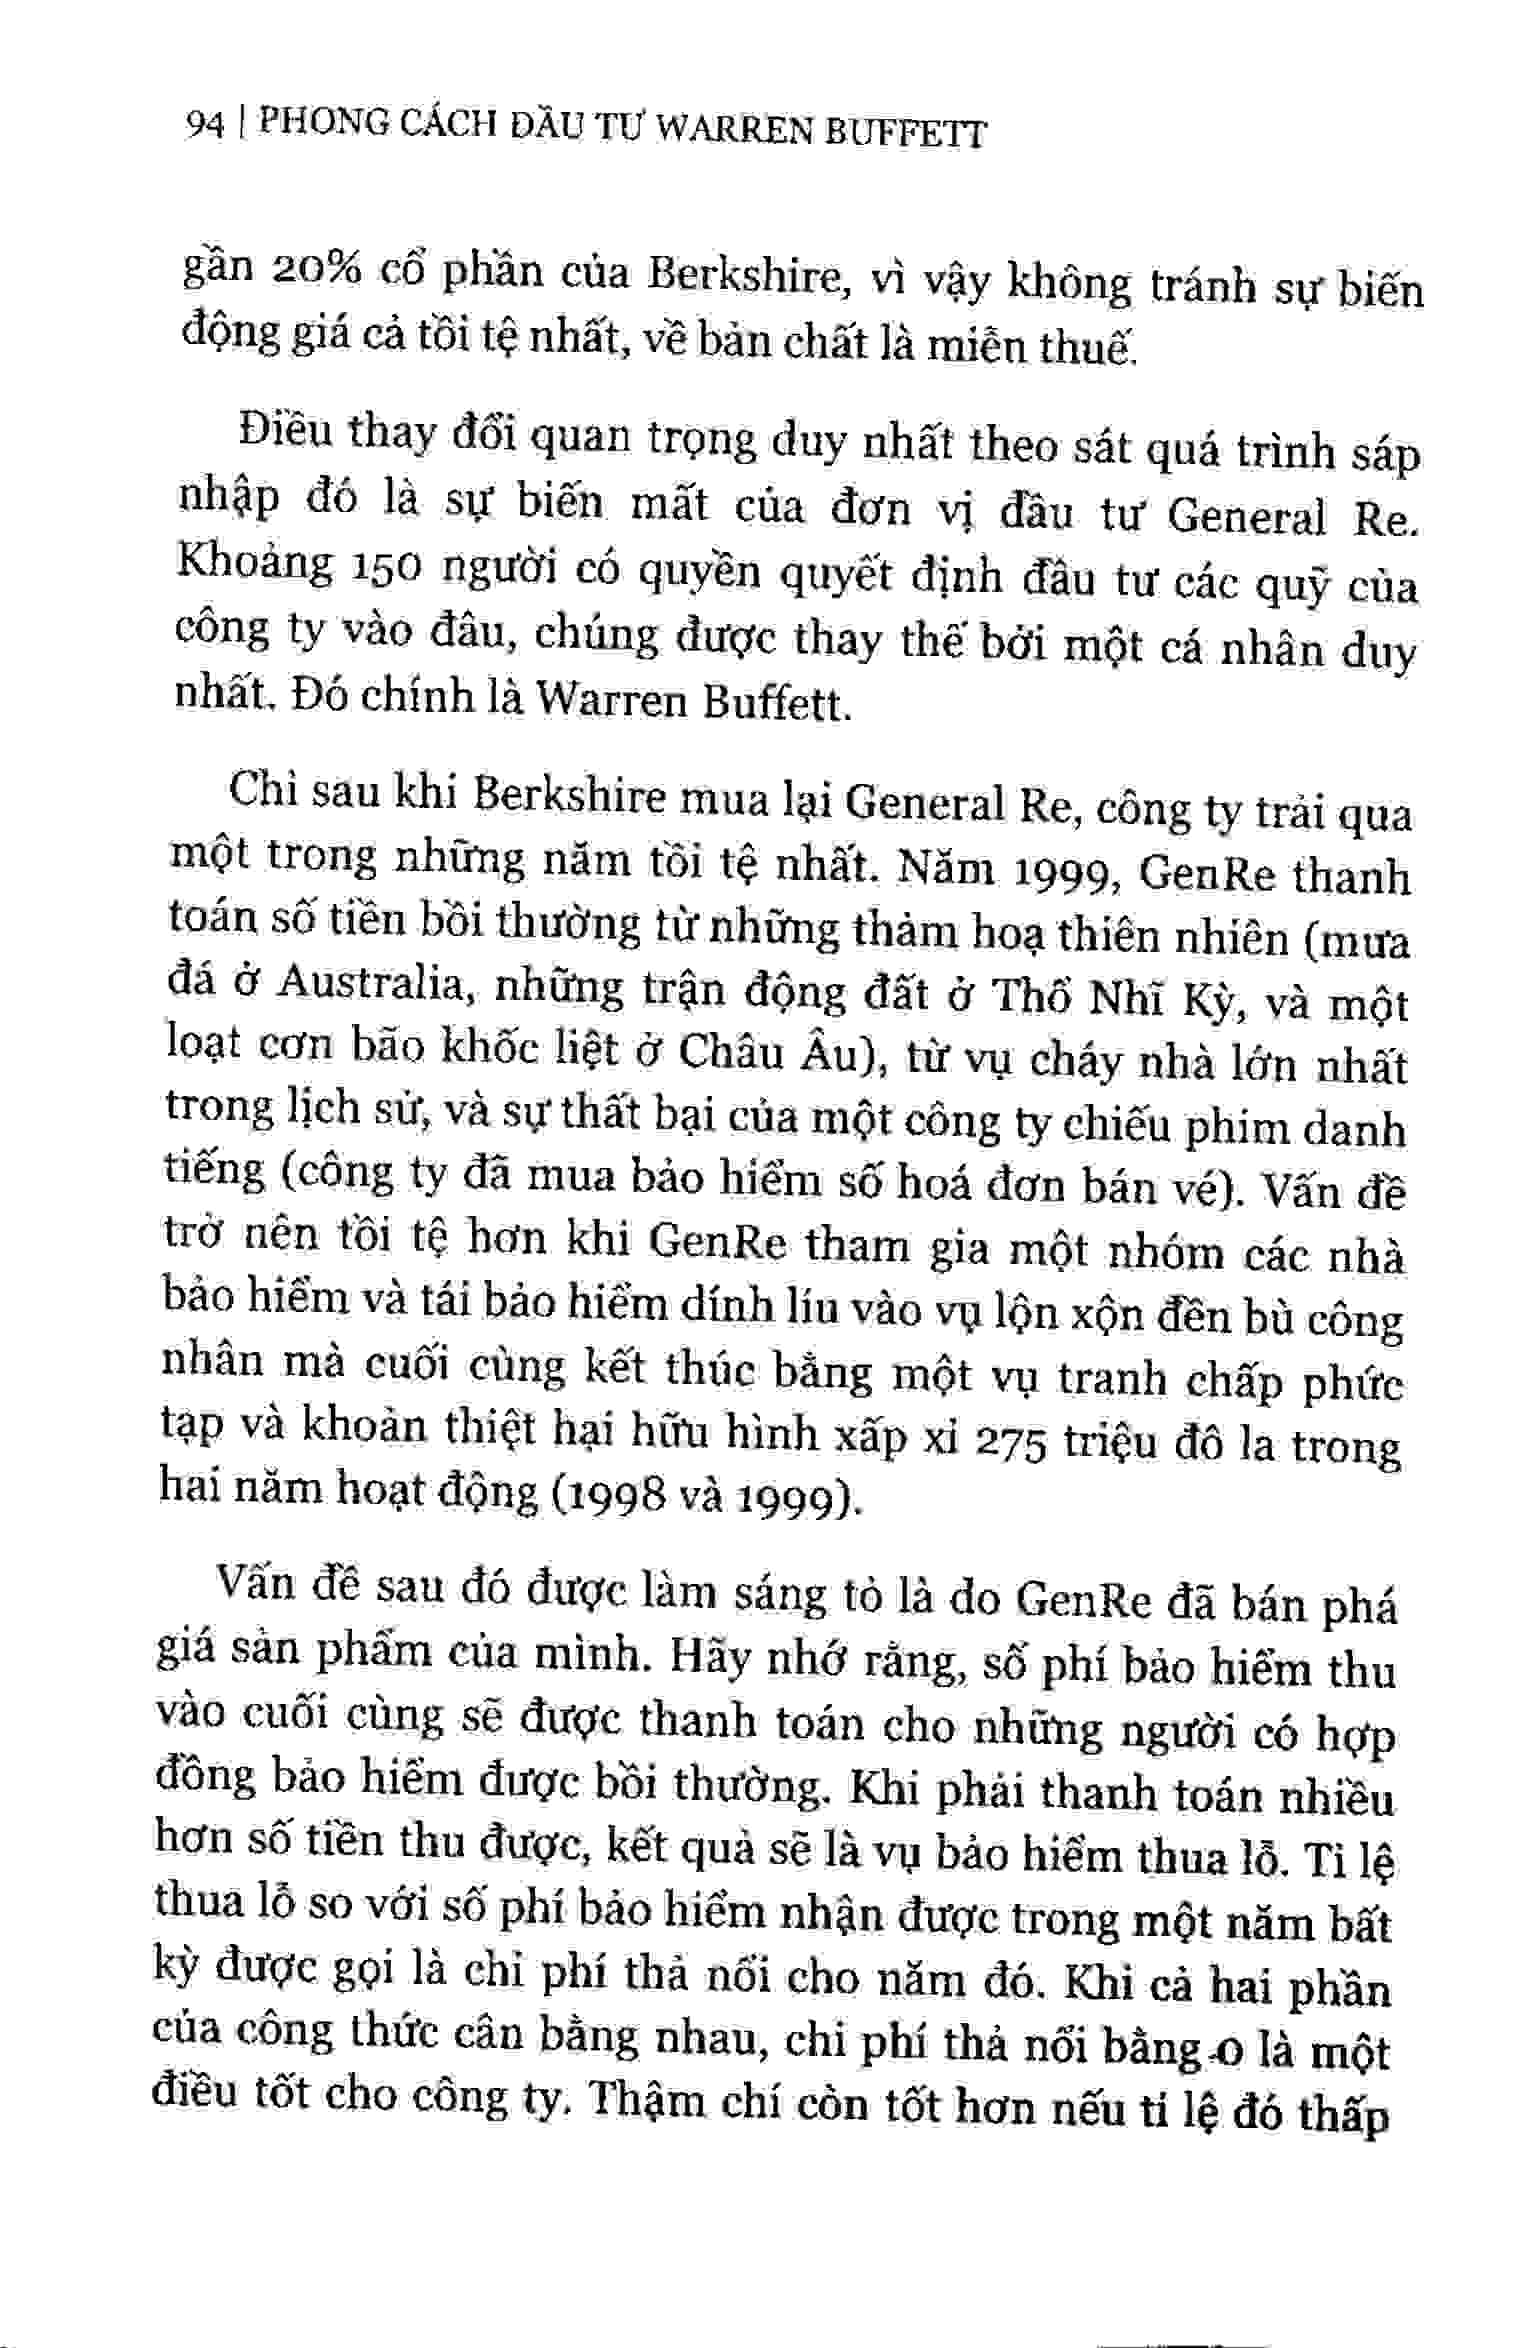 94 | PHONG CÁCH ĐẦU TƯ WARREN BUFFETT
gần 20% cổ phần của Berkshire, vì vậy không tránh sự biến
động giá cả tồi tệ nhất, về bản chất là miễn thuế.
Điều thay đổi quan trọng duy nhất theo sát quá trình sáp
nhập đó là sự biến mất của đơn vị đầu tư General Re.
Khoảng 150 người có quyền quyết định đầu tư các quỹ của
công ty vào đâu, chúng được thay thế bởi một cá nhân duy
nhất. Đó chính là Warren Buffett.
Chỉ sau khi Berkshire mua lại General Re, công ty trải qua
một trong những năm tồi tệ nhất. Năm 1999, GenRe thanh
toán số tiền bồi thường từ những thảm hoạ thiên nhiên (mưa
đá ở Australia, những trận động đất ở Thổ Nhĩ Kỳ, và một
loạt cơn bão khốc liệt ở Châu Âu), từ vụ cháy nhà lớn nhất
trong lịch sử, và sự thất bại của một công ty chiếu phim danh
tiếng (công ty đã mua bảo hiểm số hoá đơn bán vé). Vấn đề
trở nên tồi tệ hơn khi GenRe tham gia một nhóm các nhà
bảo hiểm và tái bảo hiểm dính líu vào vụ lộn xộn đền bù công
nhân mà cuối cùng kết thúc bằng một vụ tranh chấp phức
tạp và khoản thiệt hại hữu hình xấp xỉ 275 triệu đô la trong
hai năm hoạt động (1998 và 1999).
Vấn đề sau đó được làm sáng tỏ là do GenRe đã bán phá
giá sản phẩm của mình. Hãy nhớ rằng, số phí bảo hiểm thu
vào cuối cùng sẽ được thanh toán cho những người có hợp
đồng bảo hiểm được bồi thường. Khi phải thanh toán nhiều
hơn số tiền thu được, kết quả sẽ là vụ bảo hiểm thua lỗ. Tỉ lệ
thua lỗ so với số phí bảo hiểm nhận được trong một năm bất
kỳ được gọi là chi phí thả nổi cho năm đó. Khi cả hai phần
của công thức cân bằng nhau, chi phí thả nổi bằng 0 là một
điều tốt cho công ty. Thậm chí còn tốt hơn nếu tỉ lệ đó thấp